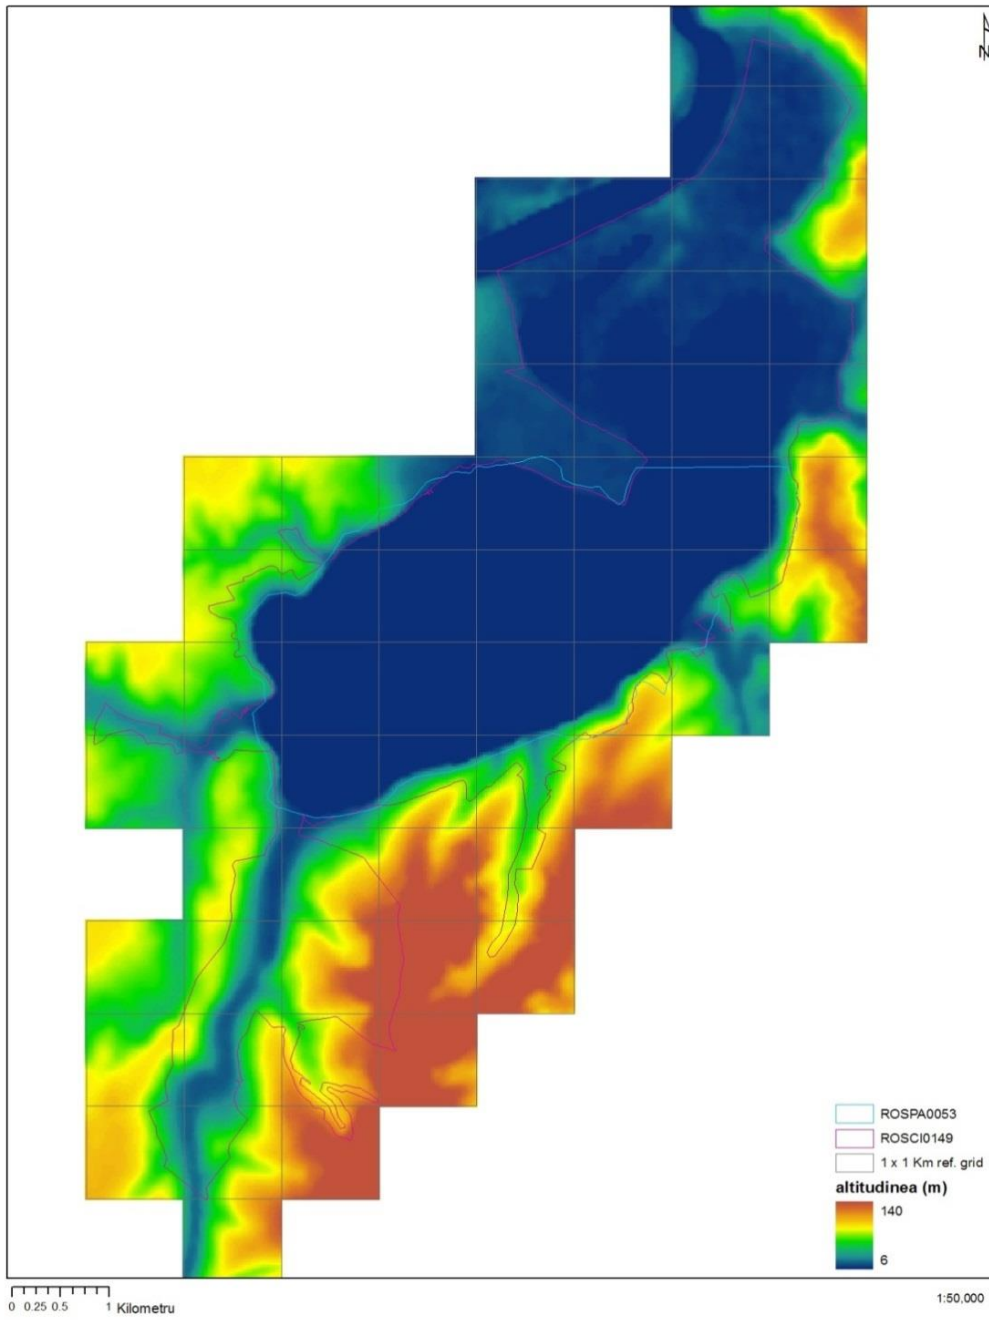 N
ROSPA0053
ROSCI0149
1 x 1 Km ref. grid
altitudinea (m)
140
6
0 0.25 0.5 1 Kilometru
1:50,000